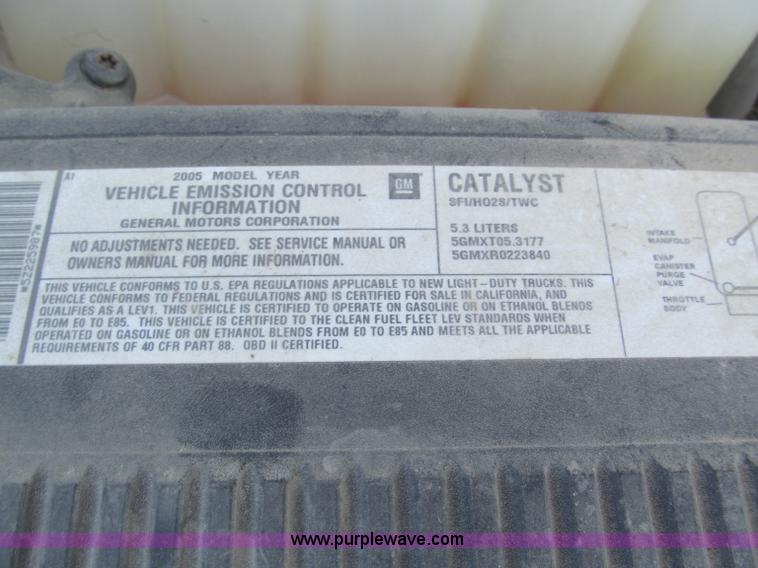 A1
2005 MODEL YEAR
VEHICLE EMISSION CONTROL
INFORMATION
GENERAL MOTORS CORPORATION
GM
NO ADJUSTMENTS NEEDED. SEE SERVICE MANUAL OR
OWNERS MANUAL FOR MORE INFORMATION.
CATALYST
SFI/HO2S/TWC
5.3 LITERS
5GMXT05.3177
5GMXR0223840
THIS VEHICLE CONFORMS TO U.S. EPA REGULATIONS APPLICABLE TO NEW LIGHT-DUTY TRUCKS. THIS
VEHICLE CONFORMS TO FEDERAL REGULATIONS AND IS CERTIFIED FOR SALE IN CALIFORNIA, AND
QUALIFIES AS A LEV1. THIS VEHICLE IS CERTIFIED TO OPERATE ON GASOLINE OR ON ETHANOL BLENDS
FROM E0 TO E85. THIS VEHICLE IS CERTIFIED TO THE CLEAN FUEL FLEET LEV STANDARDS WHEN
OPERATED ON GASOLINE OR ON ETHANOL BLENDS FROM E0 TO E85 AND MEETS ALL THE APPLICABLE
REQUIREMENTS OF 40 CFR PART 88. OBD II CERTIFIED.
INTAKE
MANIFOLD
EVAP
CANISTER
PURGE
VALVE
THROTTLE
BODY
*52225987*
www.purplewave.com